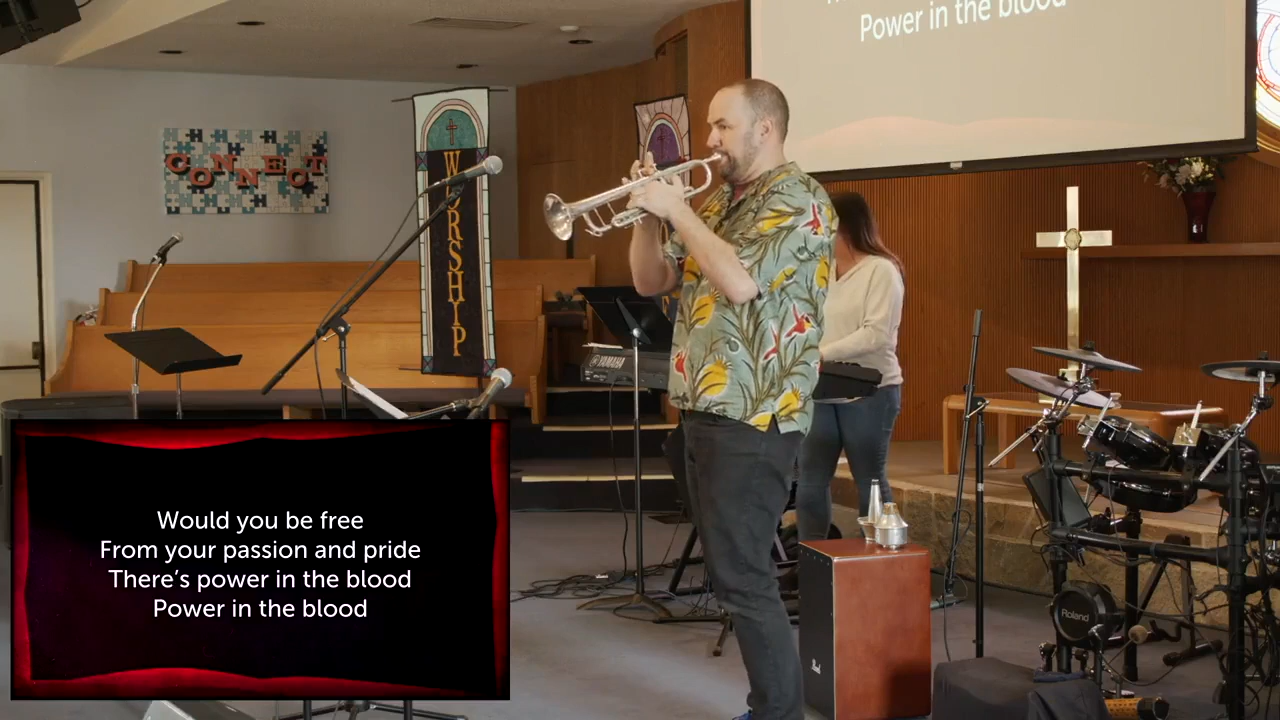 Power in the blood
CONNECT
WORSHIP
YAMAHA
Would you be free
From your passion and pride
There's power in the blood
Power in the blood
Roland
Pearl